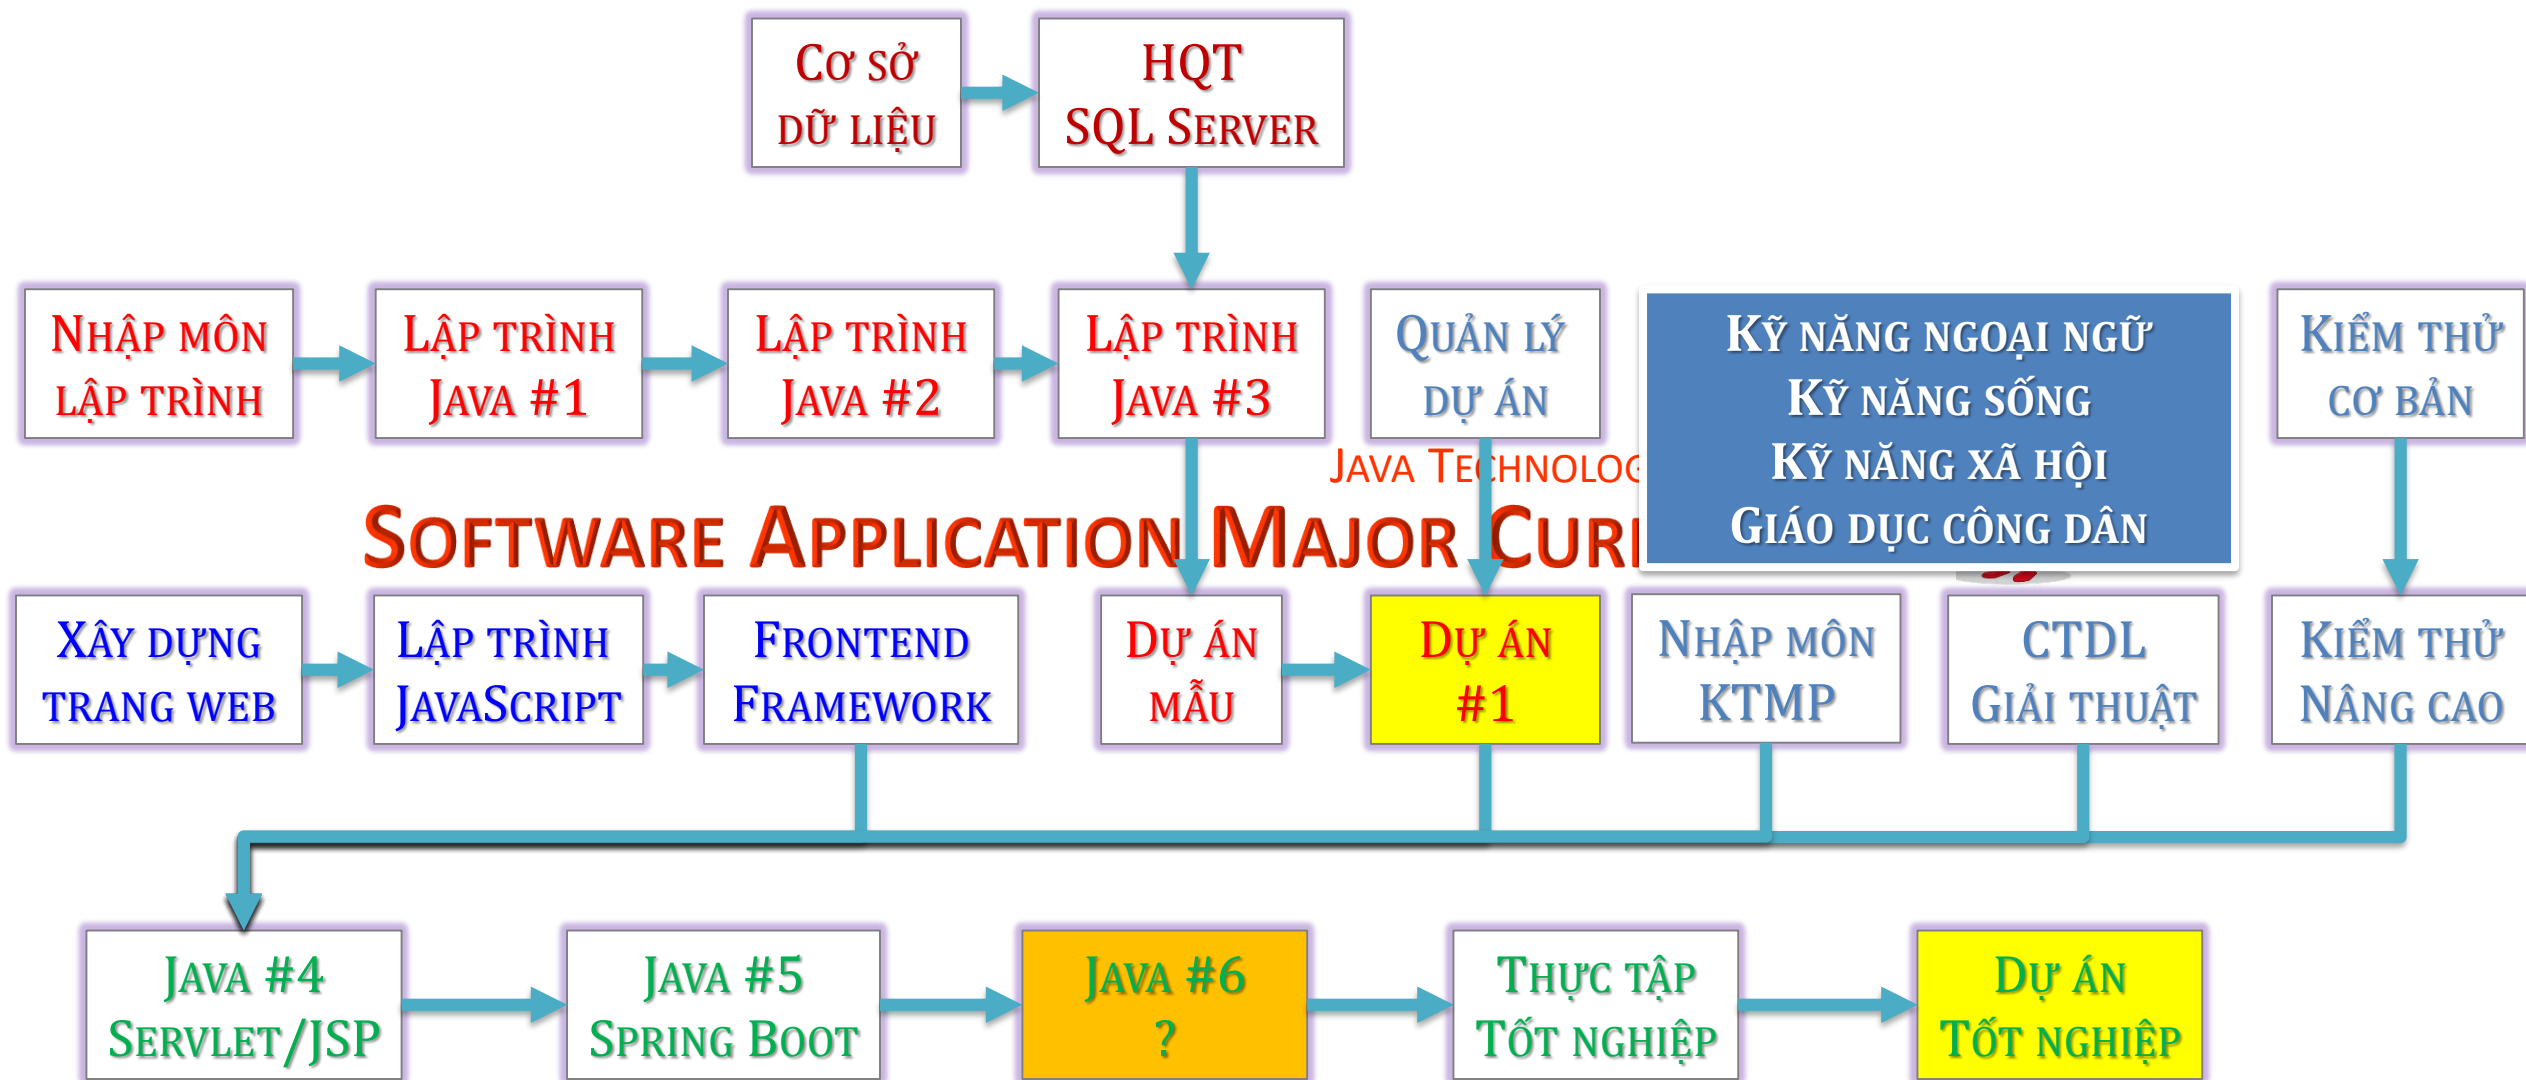 Cơ sở
dữ liệu
HQT
SQL Server
Nhập môn
lập trình
Lập trình
Java #1
Lập trình
Java #2
Lập trình
Java #3
Quản lý
dự án
Kỹ năng ngoại ngữ
Kỹ năng sống
Kỹ năng xã hội
Giáo dục công dân
Kiểm thử
cơ bản
Java
Software Application Major
Xây dựng
trang web
Lập trình
JavaScript
Frontend
Framework
Dự án
mẫu
Dự án
#1
Nhập môn
KTMP
CTDL
Giải thuật
Kiểm thử
Nâng cao
Java #4
Servlet/JSP
Java #5
Spring Boot
Java #6
?
Thực tập
Tốt nghiệp
Dự án
Tốt nghiệp